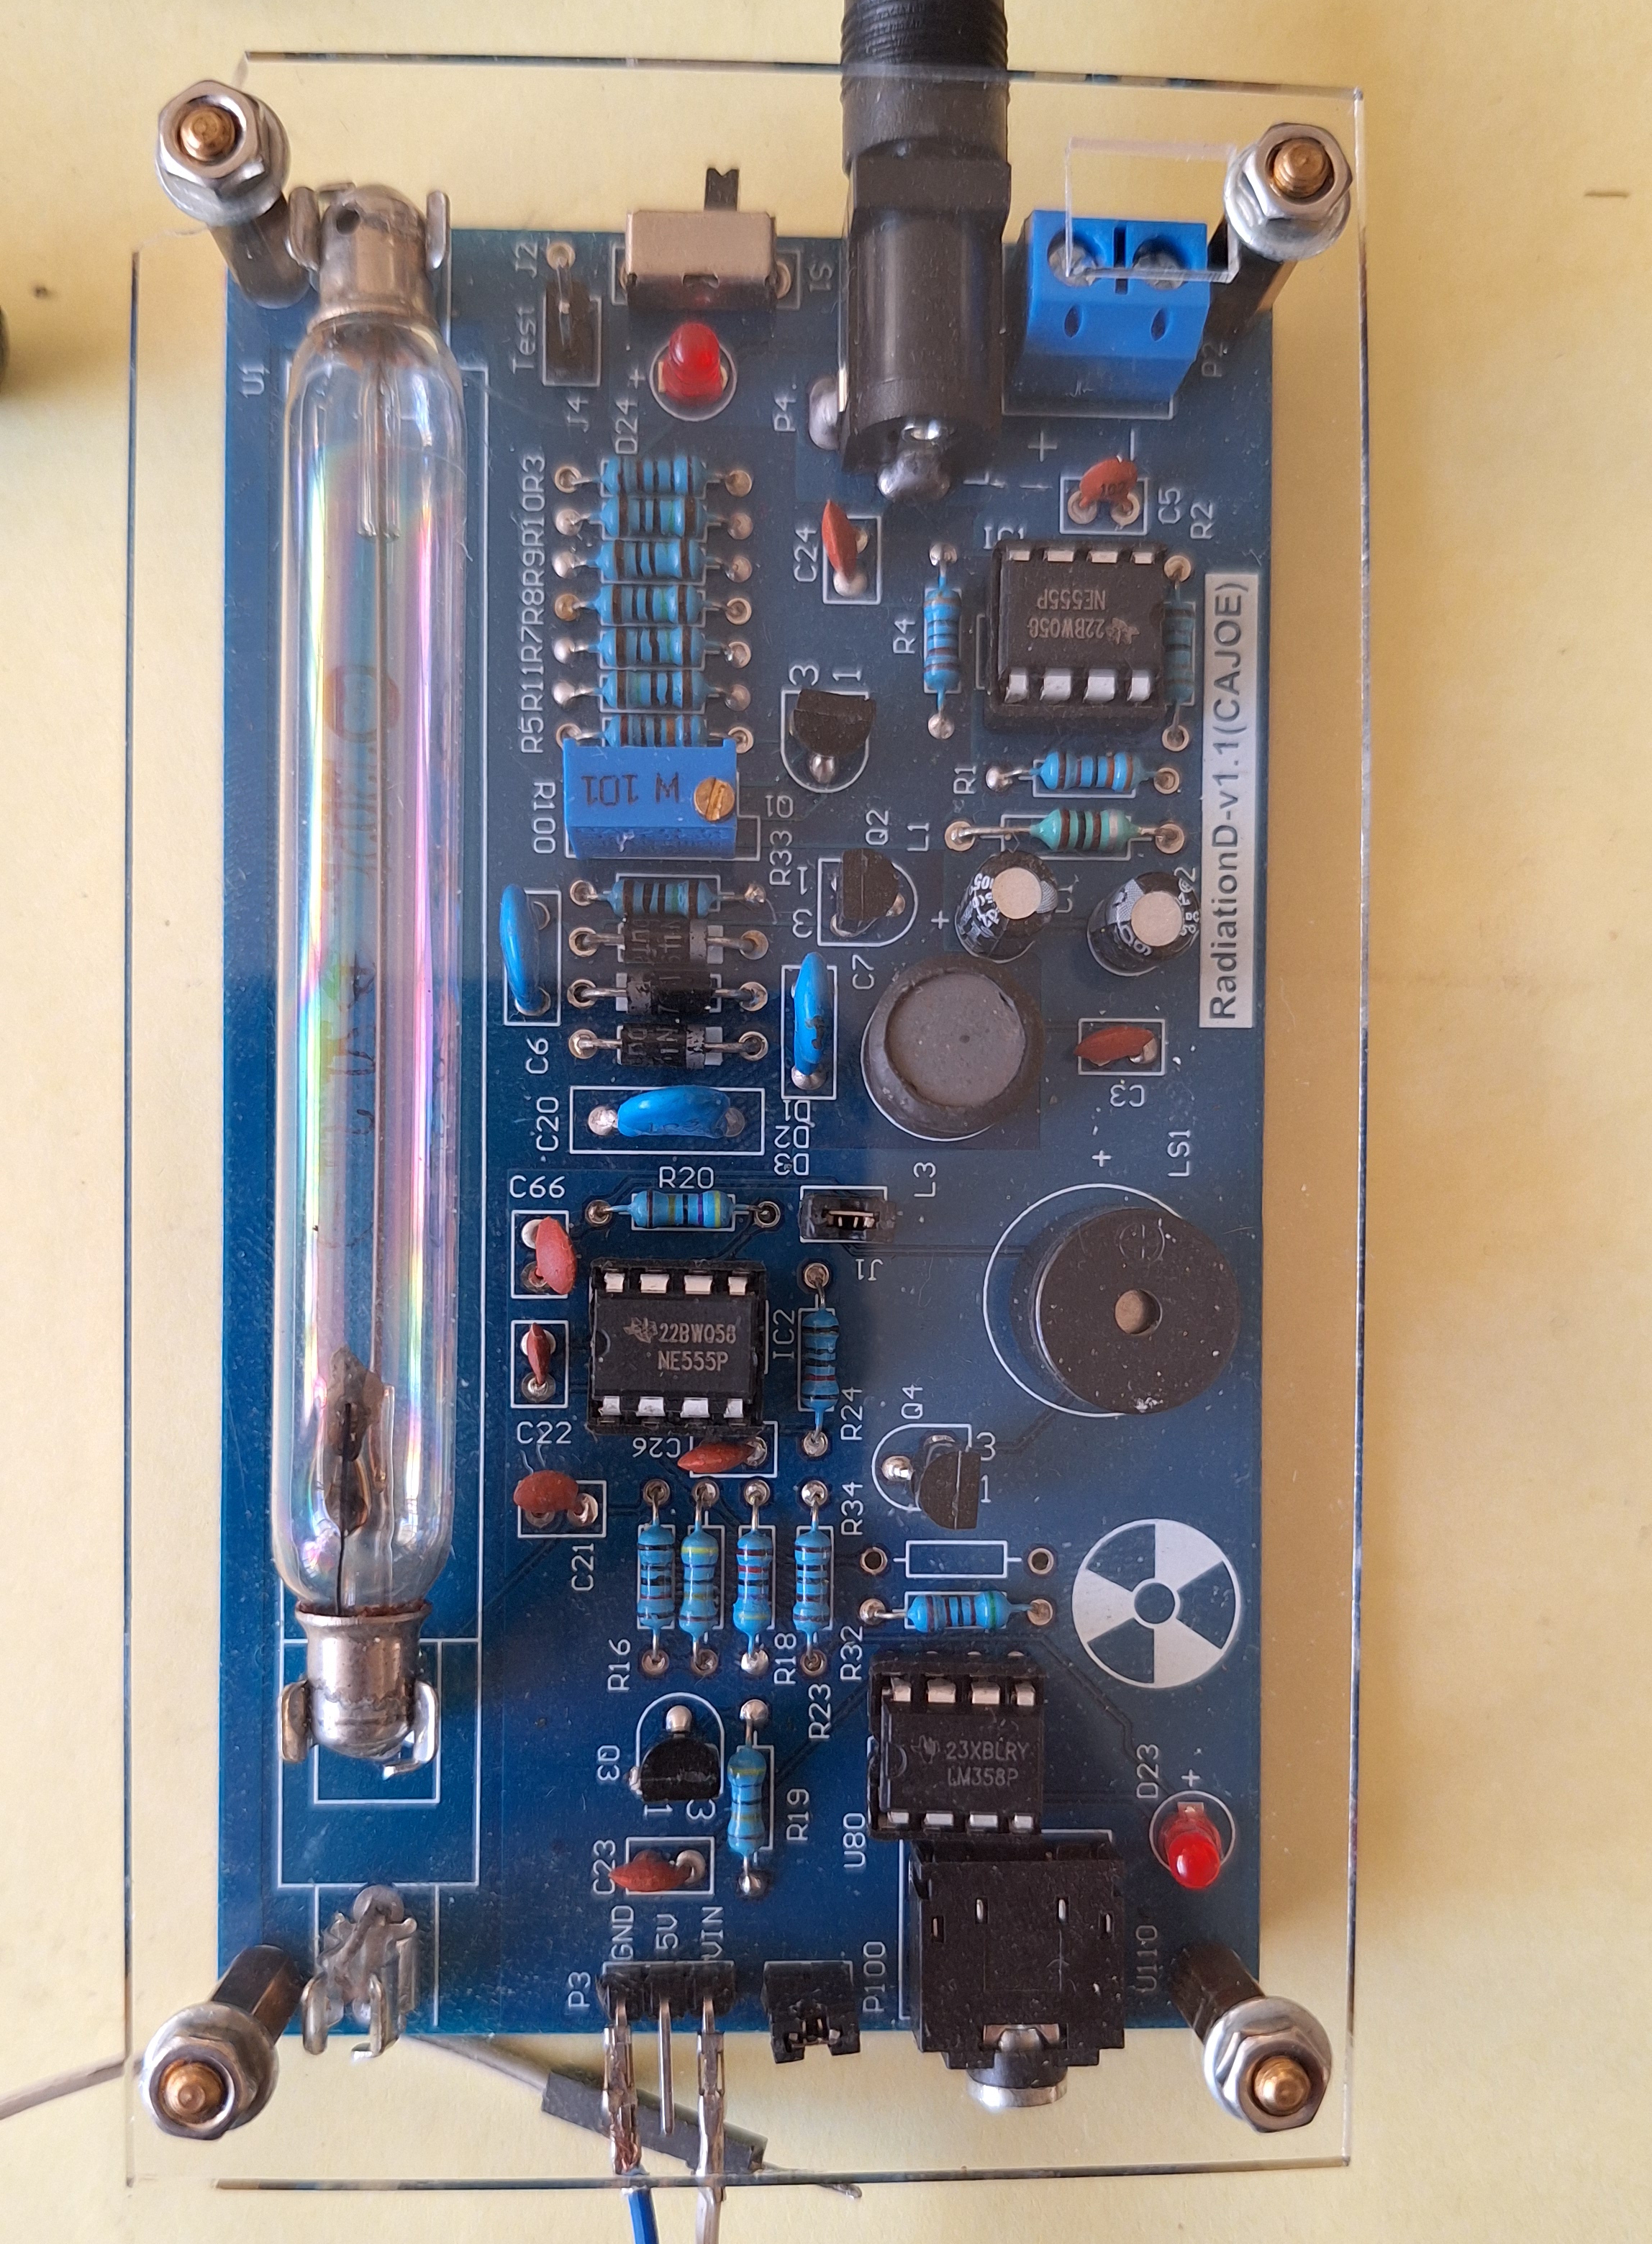 J2
S1
Test
U1
+
J4
D24
P4
P2
+
-
C5
R2
C24
IC1
R5R11R7R8R9R10R3
R4
22BW058
NE555P
3
1
W 101
R100
R1
Q1
R33
Q2
L1
1
3
+
C7
C6
C3
RadiationD-v1.1(CAJOE)
C20
LS1
+
L3
C66
R20
J1
22BW058
NE555P
IC2
R24
C22
C26
Q4
3
1
C21
R34
R16
R18
R32
R23
Q3
1
3
R19
23XBLRY
LM358P
U80
D23
+
C23
GND
5V
VIN
P3
P100
U110